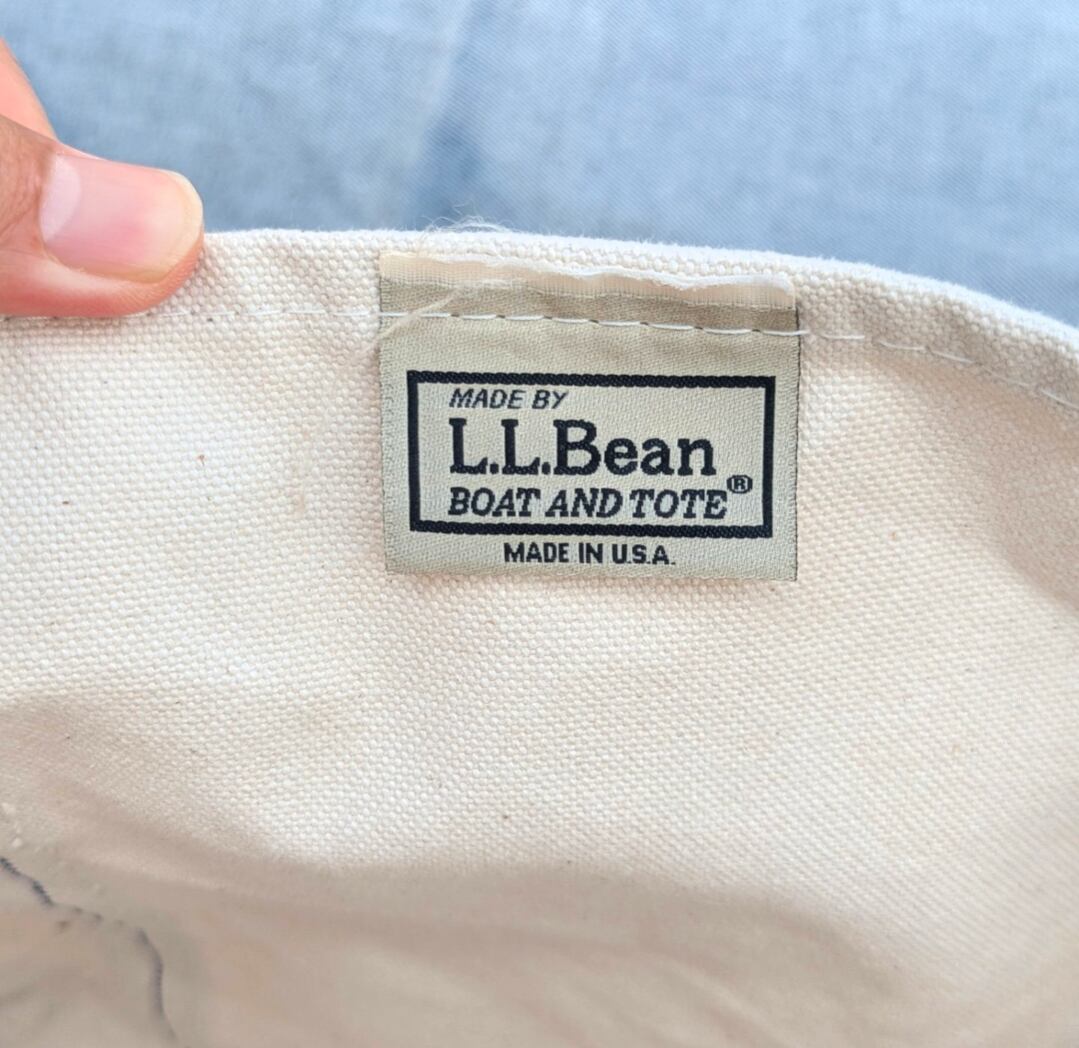 MADE BY
L.L.Bean
BOAT AND TOTE®
MADE IN U.S.A.